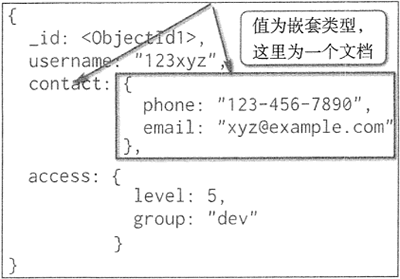 {
_id: <ObjectId1>,
username: "123xyz",
contact: {
phone: "123-456-7890",
email: "xyz@example.com"
},
access: {
level: 5,
group: "dev"
}
}
值为嵌套类型，
这里为一个文档